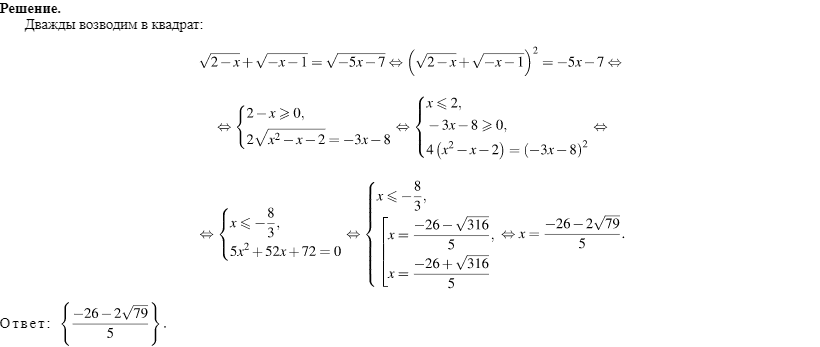 Решение.
Дважды возводим в квадрат:
√(2−x) + √(−x−1) = √(−5x−7) ⇔ (√(2−x) + √(−x−1))² = −5x−7 ⇔
⇔ { 2−x ⩾ 0, 2√(x²−x−2) = −3x−8 ⇔ { x ⩽ 2, −3x−8 ⩾ 0, 4(x²−x−2) = (−3x−8)² ⇔
⇔ { x ⩽ −8/3, 5x²+52x+72 = 0 ⇔ { x ⩽ −8/3, [ x = (−26−√316)/5, x = (−26+√316)/5 ⇔ x = (−26−2√79)/5.
Ответ: {(−26−2√79)/5}.